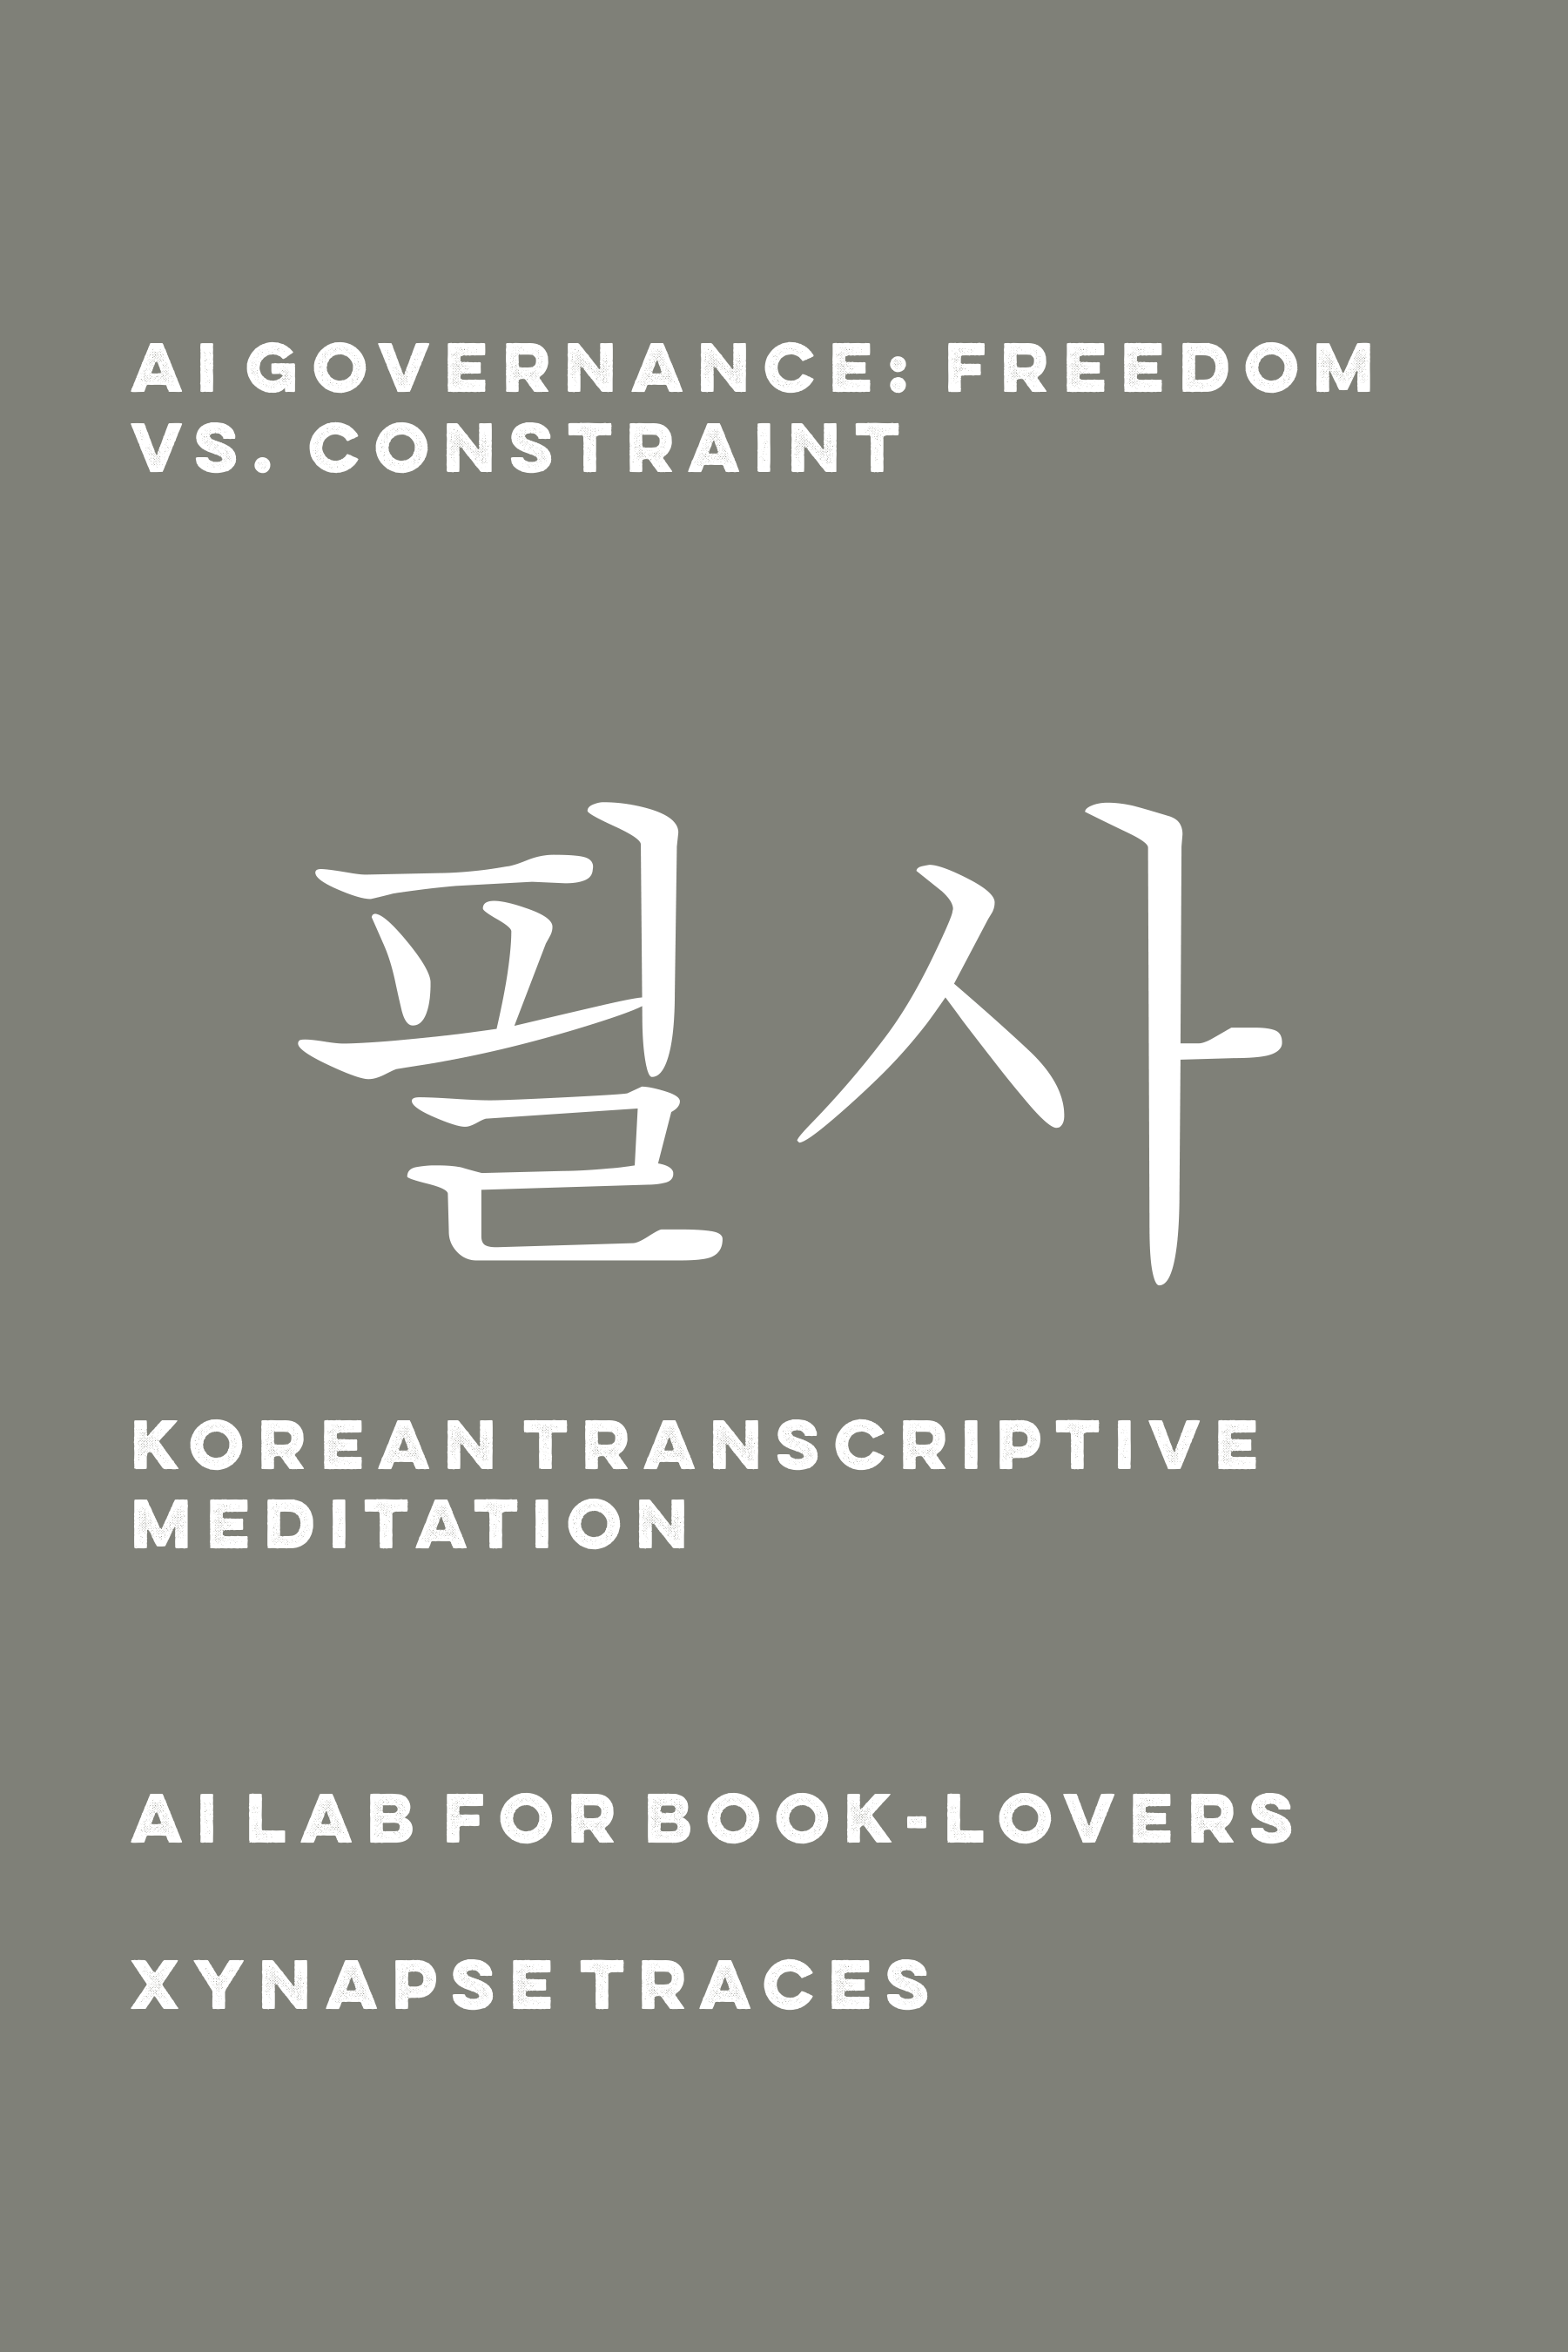 AI GOVERNANCE: FREEDOM
VS. CONSTRAINT
필사
KOREAN TRANSCRIPTIVE
MEDITATION
AI LAB FOR BOOK-LOVERS
XYNAPSE TRACES